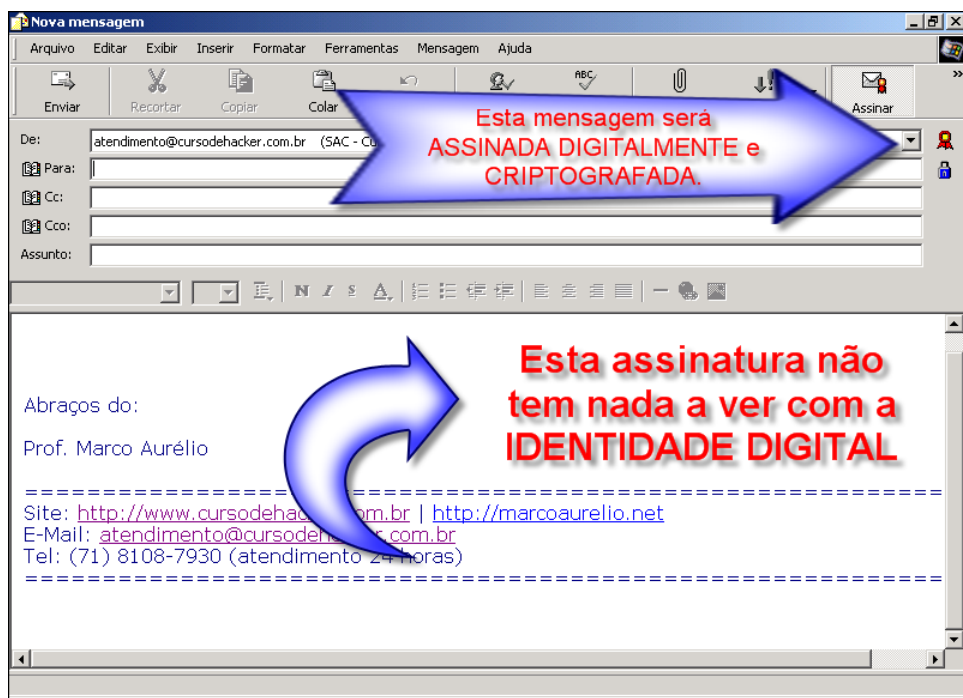 Nova mensagem
Arquivo Editar Exibir Inserir Formatar Ferramentas Mensagem Ajuda
Enviar Recortar Copiar Colar Assinar
ABC
Esta mensagem será
ASSINADA DIGITALMENTE e
CRIPTOGRAFADA.
De: atendimento@cursodehacker.com.br (SAC -
Para:
Cc:
Cco:
Assunto:
N I S A
Esta assinatura não
tem nada a ver com a
IDENTIDADE DIGITAL
Abraços do:
Prof. Marco Aurélio
===========================================================
Site: http://www.cursodehacker.com.br | http://marcoaurelio.net
E-Mail: atendimento@cursodehacker.com.br
Tel: (71) 8108-7930 (atendimento 24 horas)
===========================================================